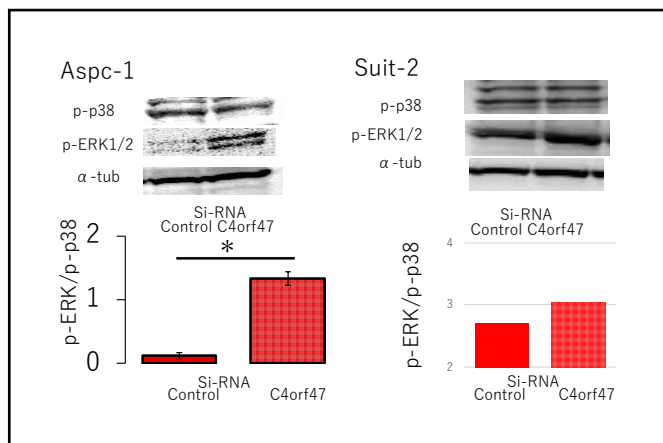 Aspc-1
p-p38
p-ERK1/2
α-tub
Si-RNA
Control C4orf47
p-ERK/p-p38
2
1
0
*
Si-RNA
Control
C4orf47
Suit-2
p-p38
p-ERK1/2
α-tub
Si-RNA
Control C4orf47
p-ERK/p-p38
4
3
2
Si-RNA
Control
C4orf47